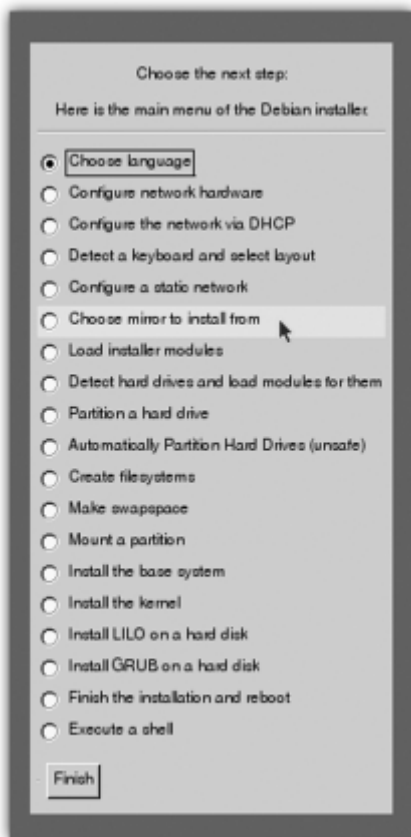 Choose the next step:
Here is the main menu of the Debian installer.
Choose language
Configure network hardware
Configure the network via DHCP
Detect a keyboard and select layout
Configure a static network
Choose mirror to install from
Load installer modules
Detect hard drives and load modules for them
Partition a hard drive
Automatically Partition Hard Drives (unsafe)
Create filesystems
Make swapspace
Mount a partition
Install the base system
Install the kernel
Install LILO on a hard disk
Install GRUB on a hard disk
Finish the installation and reboot
Execute a shell
Finish